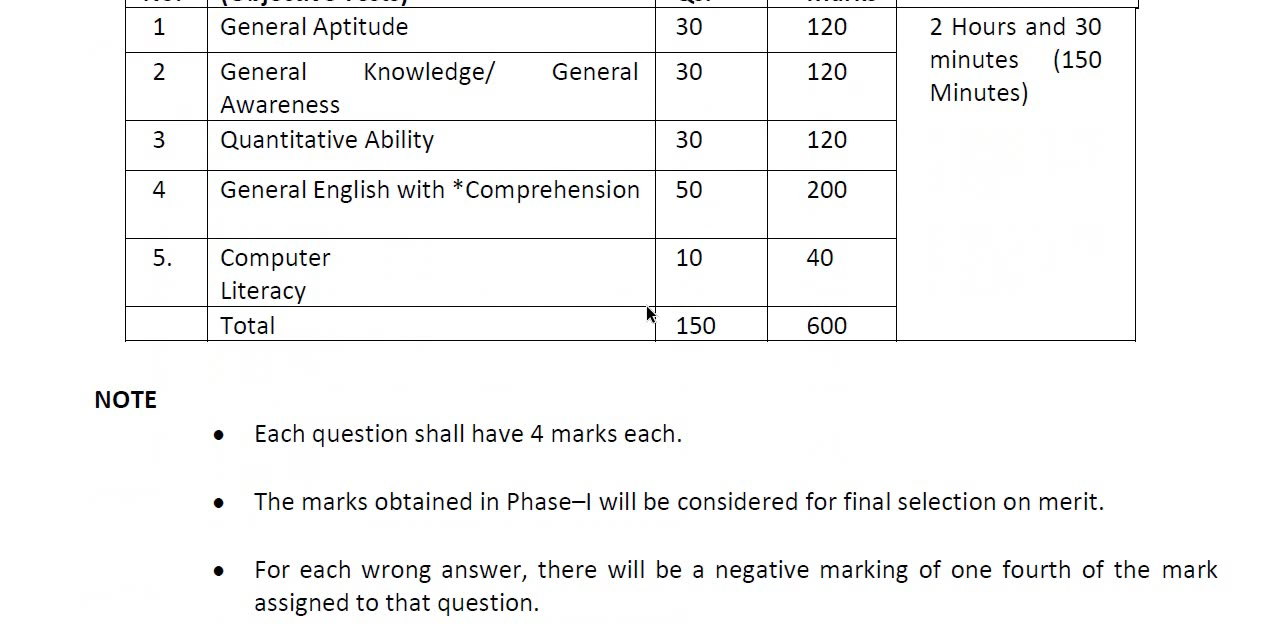 1 General Aptitude 30 120 2 Hours and 30
minutes (150
2 General Knowledge/ General 30 120
Minutes)
Awareness
3 Quantitative Ability 30 120
4 General English with *Comprehension 50 200
5. Computer 10 40
Literacy
Total 150 600
NOTE
• Each question shall have 4 marks each.
• The marks obtained in Phase–I will be considered for final selection on merit.
• For each wrong answer, there will be a negative marking of one fourth of the mark
assigned to that question.